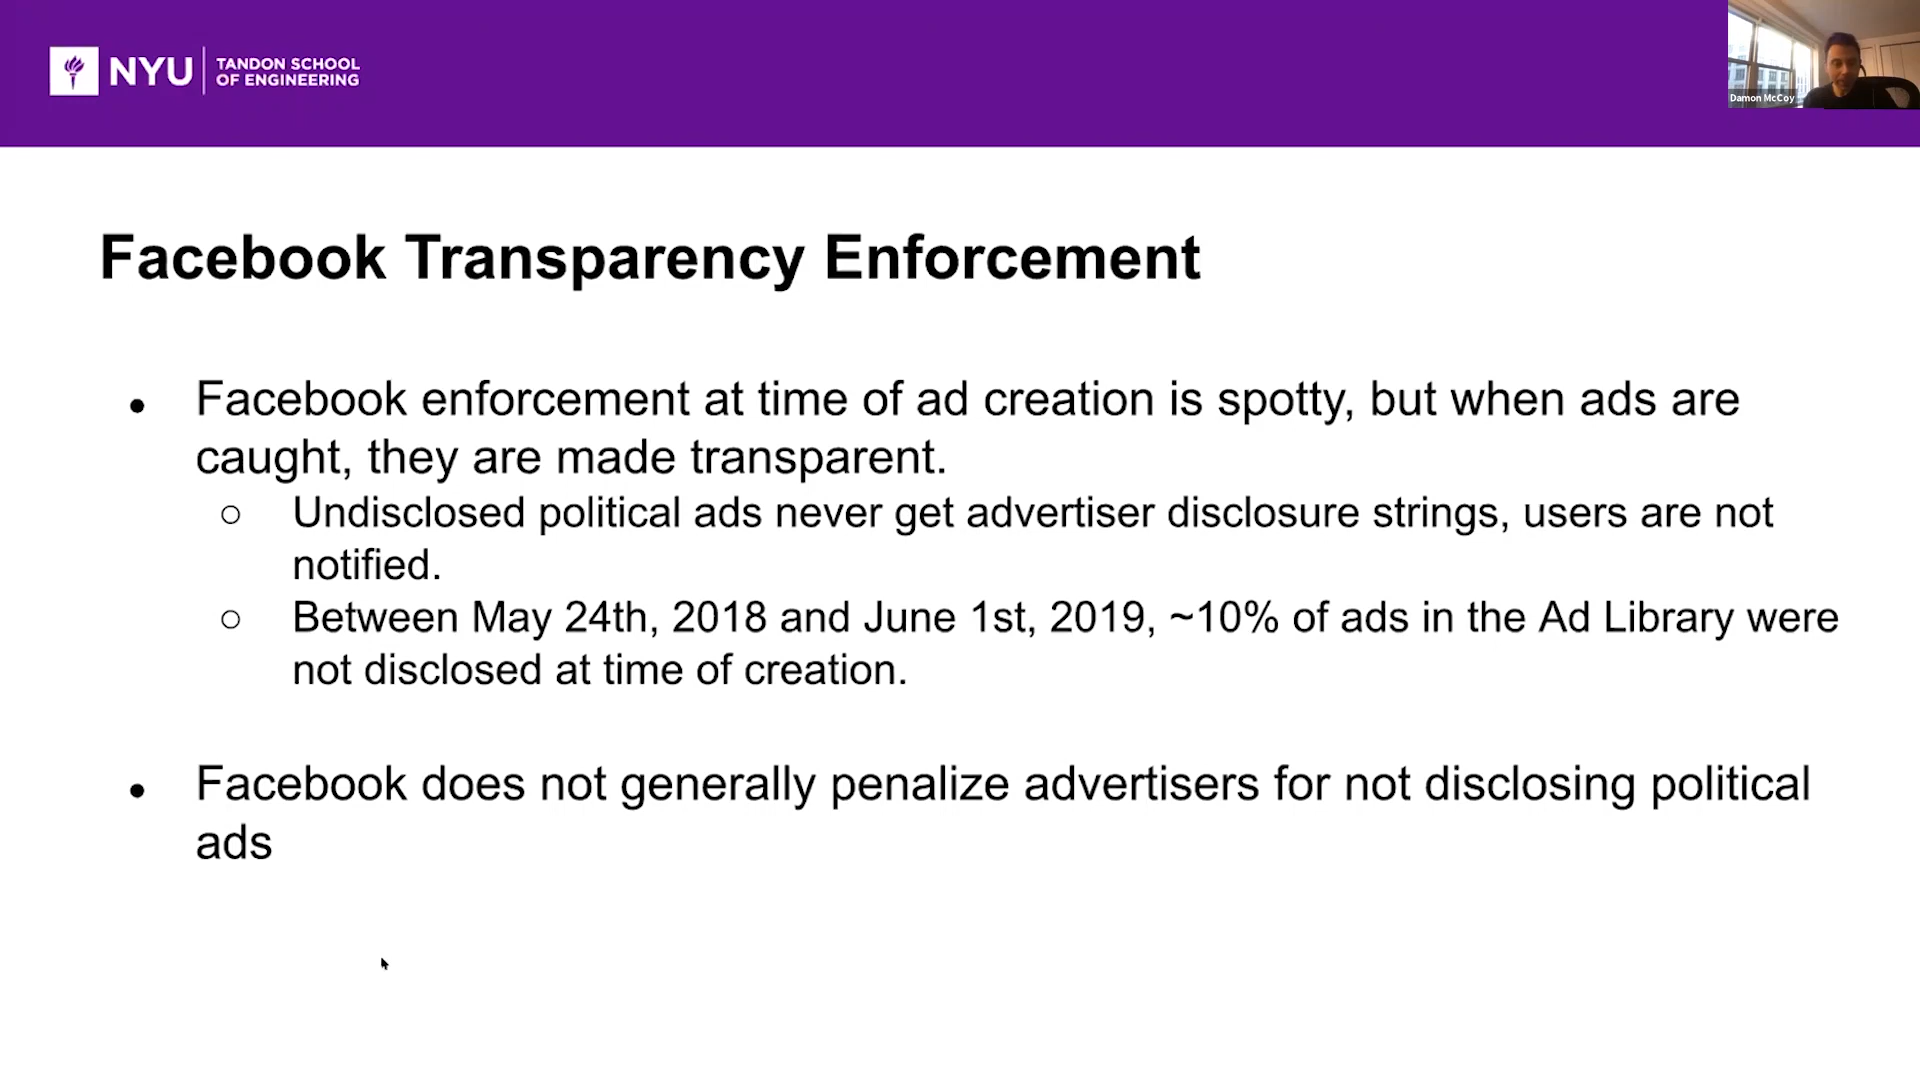 NYU
TANDON SCHOOL
OF ENGINEERING
Damon McCoy
Facebook Transparency Enforcement
● Facebook enforcement at time of ad creation is spotty, but when ads are
caught, they are made transparent.
○ Undisclosed political ads never get advertiser disclosure strings, users are not
notified.
○ Between May 24th, 2018 and June 1st, 2019, ~10% of ads in the Ad Library were
not disclosed at time of creation.
● Facebook does not generally penalize advertisers for not disclosing political
ads